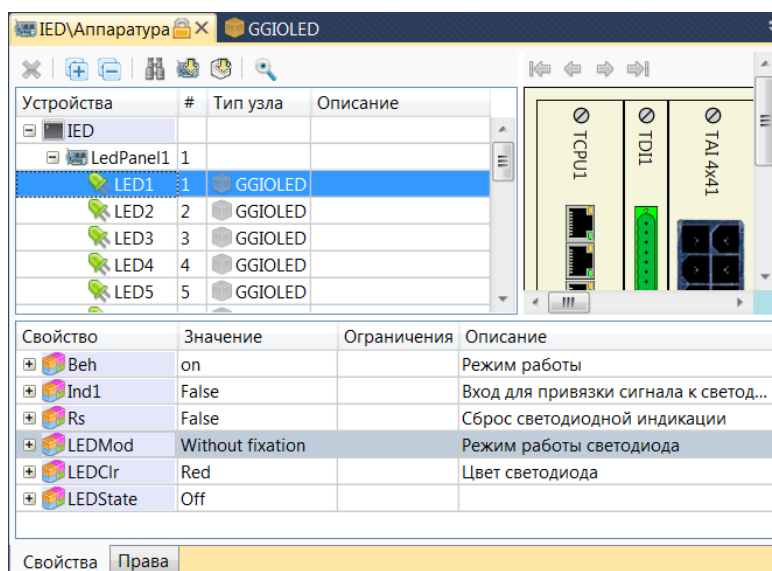 IED\Аппаратура GGIOLED
Устройства # Тип узла Описание
IED
LedPanel1 1
LED1 1 GGIOLED
LED2 2 GGIOLED
LED3 3 GGIOLED
LED4 4 GGIOLED
LED5 5 GGIOLED
TCPU1
TDI1
TAI 4x41
Свойство Значение Ограничения Описание
Beh on Режим работы
Ind1 False Вход для привязки сигнала к светод...
Rs False Сброс светодиодной индикации
LEDMod Without fixation Режим работы светодиода
LEDClr Red Цвет светодиода
LEDState Off
Свойства Права